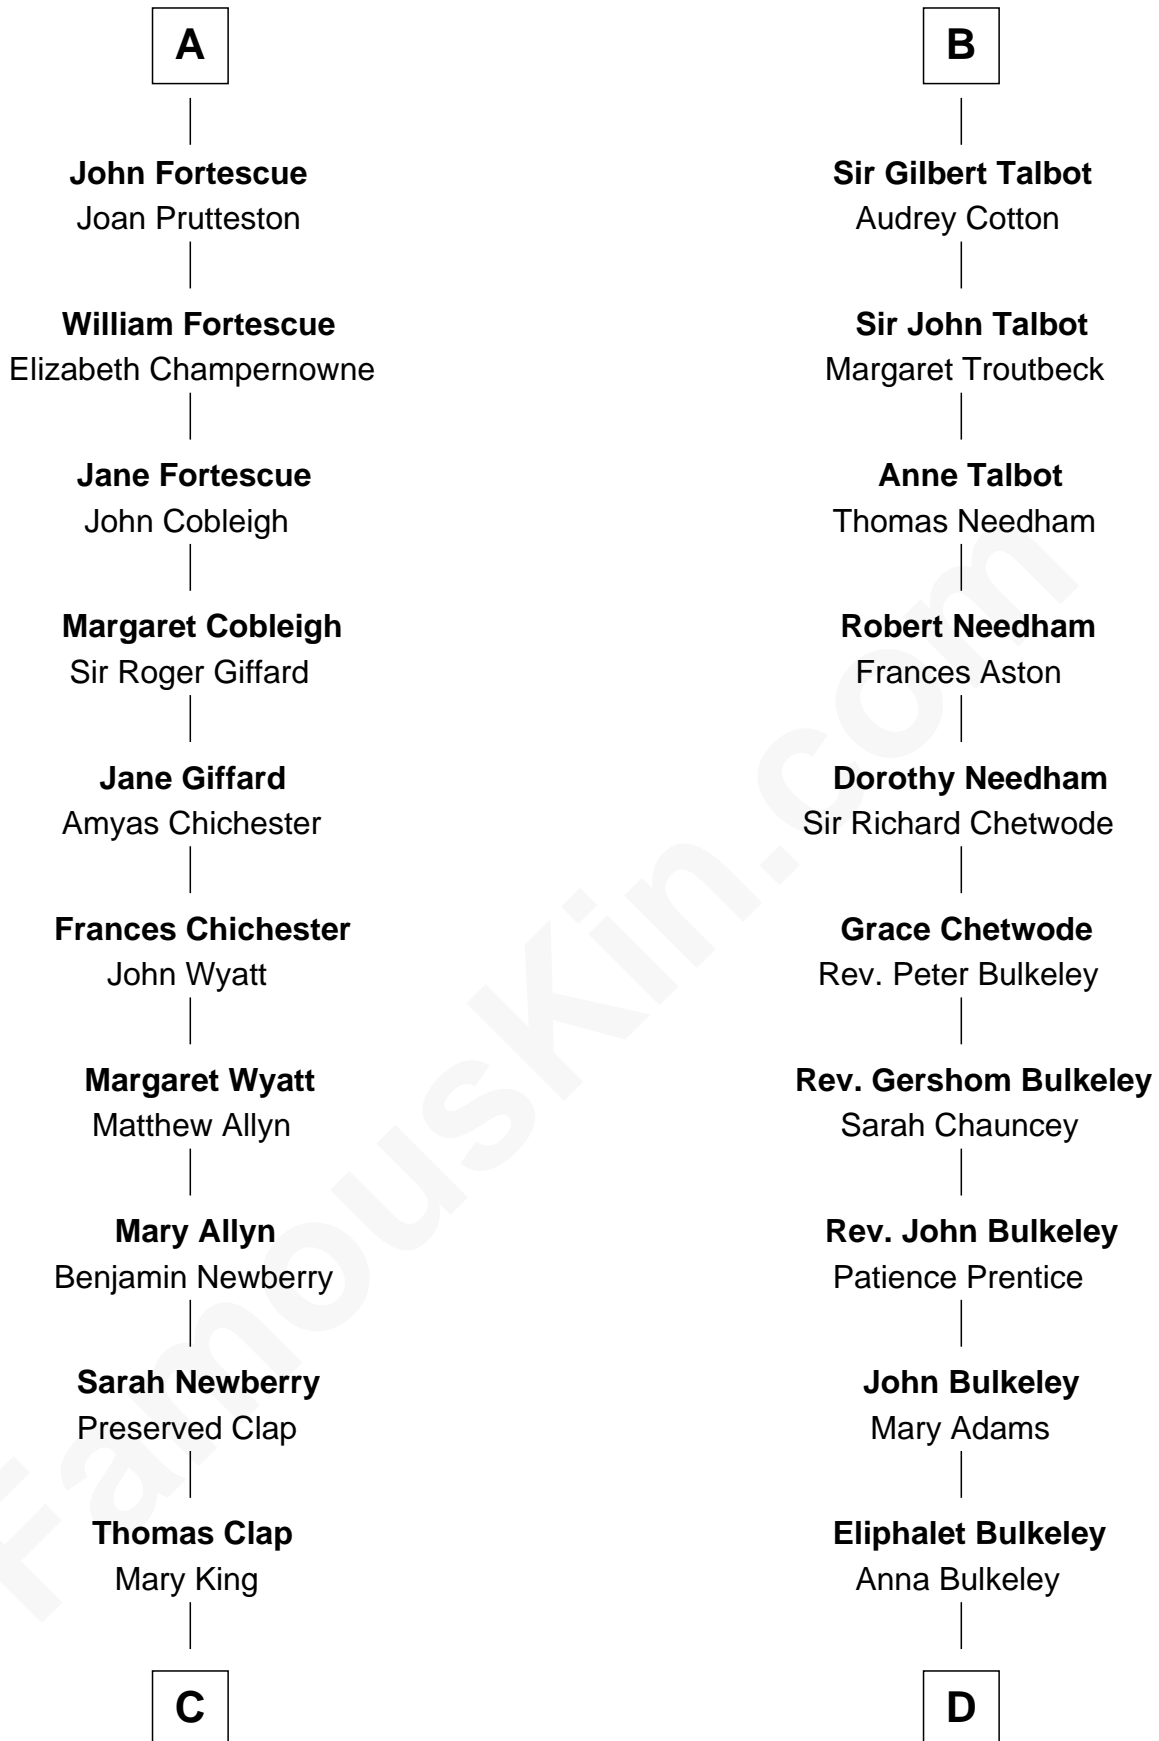 A
John Fortescue
Joan Prutteston
William Fortescue
Elizabeth Champernowne
Jane Fortescue
John Cobleigh
Margaret Cobleigh
Sir Roger Giffard
Jane Giffard
Amyas Chichester
Frances Chichester
John Wyatt
Margaret Wyatt
Matthew Allyn
Mary Allyn
Benjamin Newberry
Sarah Newberry
Preserved Clap
Thomas Clap
Mary King
C
B
Sir Gilbert Talbot
Audrey Cotton
Sir John Talbot
Margaret Troutbeck
Anne Talbot
Thomas Needham
Robert Needham
Frances Aston
Dorothy Needham
Sir Richard Chetwode
Grace Chetwode
Rev. Peter Bulkeley
Rev. Gershom Bulkeley
Sarah Chauncey
Rev. John Bulkeley
Patience Prentice
John Bulkeley
Mary Adams
Eliphalet Bulkeley
Anna Bulkeley
D
FamousKin.com